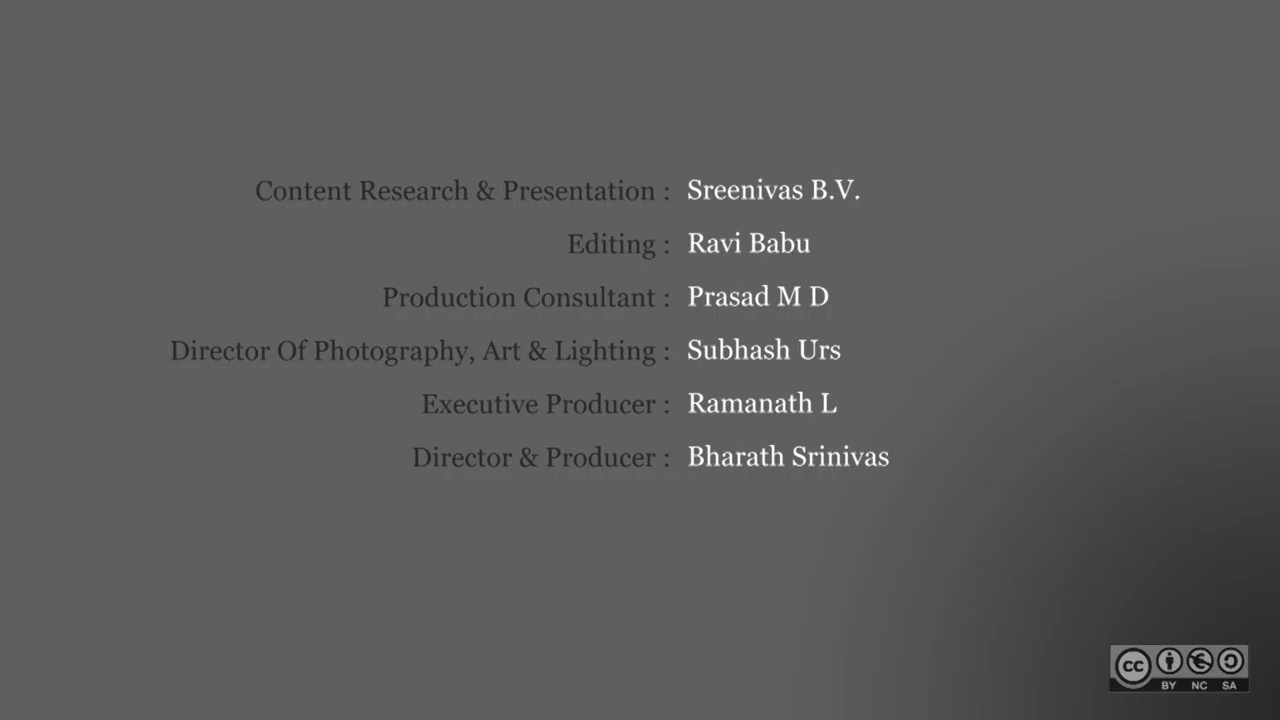 Content Research & Presentation : Sreenivas B.V.
Editing : Ravi Babu
Production Consultant : Prasad M D
Director Of Photography, Art & Lighting : Subhash Urs
Executive Producer : Ramanath L
Director & Producer : Bharath Srinivas
cc
BY NC SA